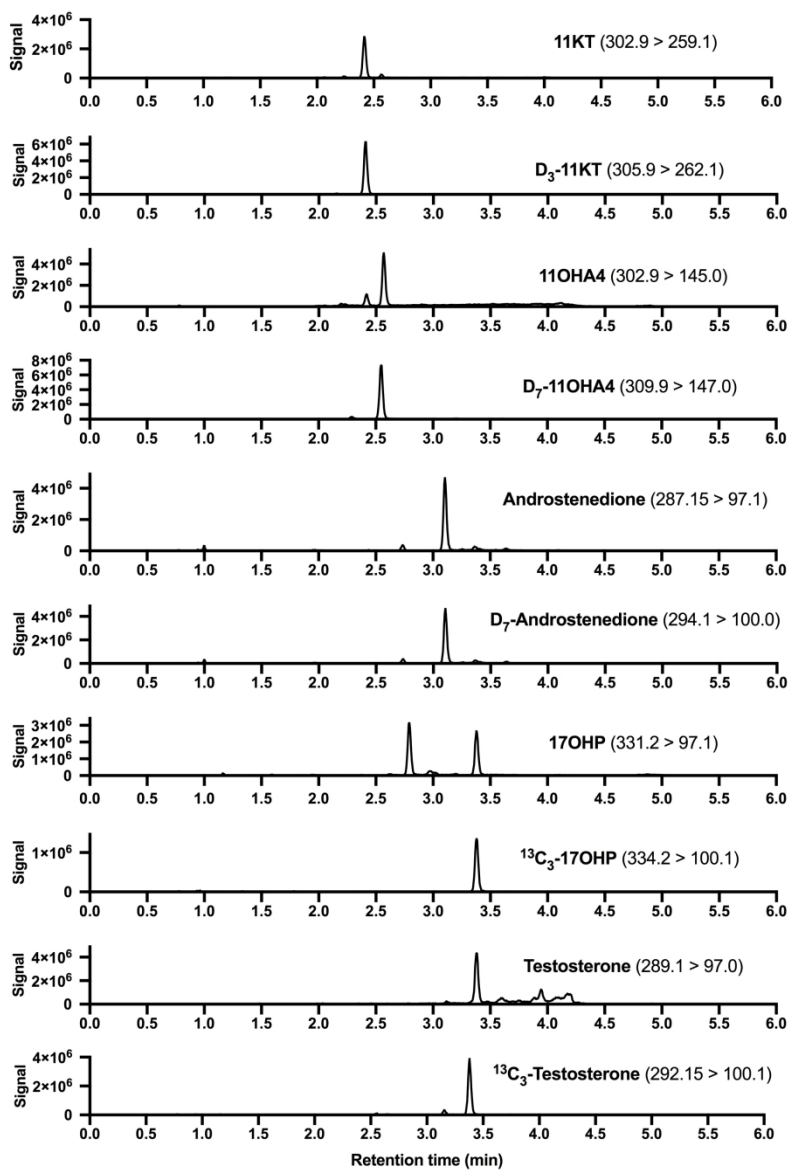 11KT (302.9 > 259.1)
Signal
4×10⁶
2×10⁶
0
0.0 0.5 1.0 1.5 2.0 2.5 3.0 3.5 4.0 4.5 5.0 5.5 6.0
D₃-11KT (305.9 > 262.1)
Signal
6×10⁶
4×10⁶
2×10⁶
0
0.0 0.5 1.0 1.5 2.0 2.5 3.0 3.5 4.0 4.5 5.0 5.5 6.0
11OHA4 (302.9 > 145.0)
Signal
4×10⁶
2×10⁶
0
0.0 0.5 1.0 1.5 2.0 2.5 3.0 3.5 4.0 4.5 5.0 5.5 6.0
D₇-11OHA4 (309.9 > 147.0)
Signal
8×10⁶
6×10⁶
4×10⁶
2×10⁶
0
0.0 0.5 1.0 1.5 2.0 2.5 3.0 3.5 4.0 4.5 5.0 5.5 6.0
Androstenedione (287.15 > 97.1)
Signal
4×10⁶
2×10⁶
0
0.0 0.5 1.0 1.5 2.0 2.5 3.0 3.5 4.0 4.5 5.0 5.5 6.0
D₇-Androstenedione (294.1 > 100.0)
Signal
4×10⁶
2×10⁶
0
0.0 0.5 1.0 1.5 2.0 2.5 3.0 3.5 4.0 4.5 5.0 5.5 6.0
17OHP (331.2 > 97.1)
Signal
3×10⁶
2×10⁶
1×10⁶
0
0.0 0.5 1.0 1.5 2.0 2.5 3.0 3.5 4.0 4.5 5.0 5.5 6.0
¹³C₃-17OHP (334.2 > 100.1)
Signal
1×10⁶
0
0.0 0.5 1.0 1.5 2.0 2.5 3.0 3.5 4.0 4.5 5.0 5.5 6.0
Testosterone (289.1 > 97.0)
Signal
4×10⁶
2×10⁶
0
0.0 0.5 1.0 1.5 2.0 2.5 3.0 3.5 4.0 4.5 5.0 5.5 6.0
¹³C₃-Testosterone (292.15 > 100.1)
Signal
4×10⁶
2×10⁶
0
0.0 0.5 1.0 1.5 2.0 2.5 3.0 3.5 4.0 4.5 5.0 5.5 6.0
Retention time (min)